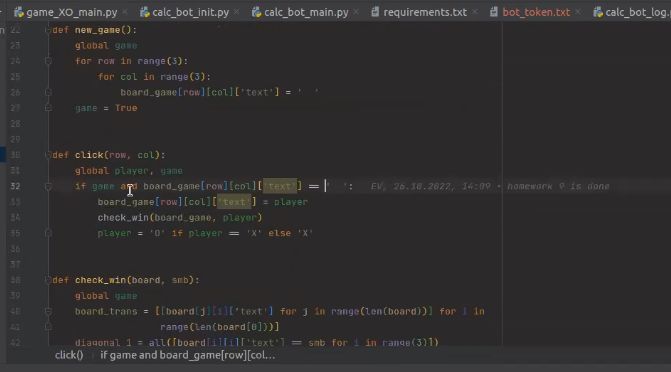 game_XO_main.py calc_bot_init.py calc_bot_main.py requirements.txt bot_token.txt calc_bot_log.
22 def new_game():
23 global game
24 for row in range(3):
25 for col in range(3):
26 board_game[row][col]['text'] = '  '
27 game = True
28
29
30 def click(row, col):
31 global player, game
32 if game and board_game[row][col]['text'] == '  ': EV, 26.10.2022, 14:09 · homework 9 is done
33 board_game[row][col]['text'] = player
34 check_win(board_game, player)
35 player = 'O' if player == 'X' else 'X'
36
37
38 def check_win(board, smb):
39 global game
40 board_trans = [[board[j][i]['text'] for j in range(len(board))] for i in
41 range(len(board[0]))]
42 diagonal_1 = all([board[i][i]['text'] == smb for i in range(3)])
click() › if game and board_game[row][col...